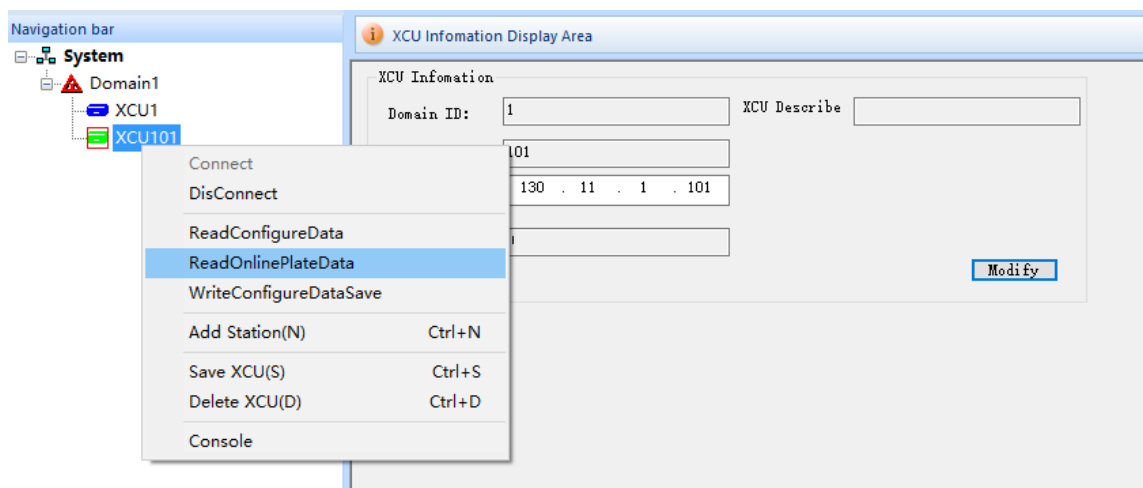 Navigation bar
System
Domain1
XCU1
XCU101
Connect
DisConnect
ReadConfigureData
ReadOnlinePlateData
WriteConfigureDataSave
Add Station(N) Ctrl+N
Save XCU(S) Ctrl+S
Delete XCU(D) Ctrl+D
Console
XCU Infomation Display Area
XCU Infomation
Domain ID: 1 XCU Describe
101
130 . 11 . 1 . 101
Modify